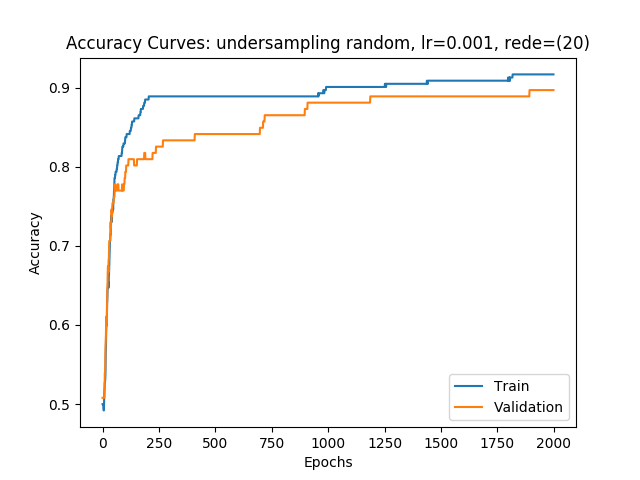 Accuracy Curves: undersampling random, lr=0.001, rede=(20)
0.9
0.8
0.7
0.6
0.5
Accuracy
0
250
500
750
1000
1250
1500
1750
2000
Epochs
Train
Validation